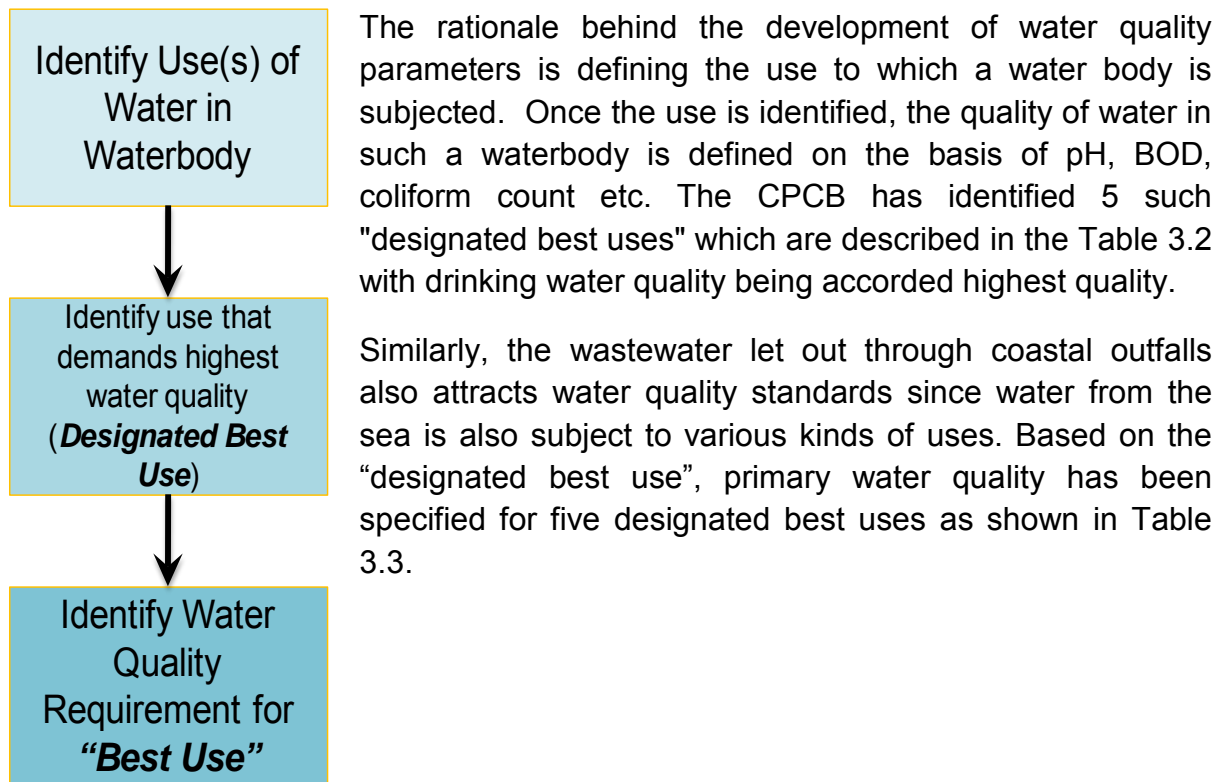 Identify Use(s) of
Water in
Waterbody
Identify use that
demands highest
water quality
(Designated Best
Use)
Identify Water
Quality
Requirement for
“Best Use”
The rationale behind the development of water quality
parameters is defining the use to which a water body is
subjected. Once the use is identified, the quality of water in
such a waterbody is defined on the basis of pH, BOD,
coliform count etc. The CPCB has identified 5 such
"designated best uses" which are described in the Table 3.2
with drinking water quality being accorded highest quality.
Similarly, the wastewater let out through coastal outfalls
also attracts water quality standards since water from the
sea is also subject to various kinds of uses. Based on the
“designated best use”, primary water quality has been
specified for five designated best uses as shown in Table
3.3.